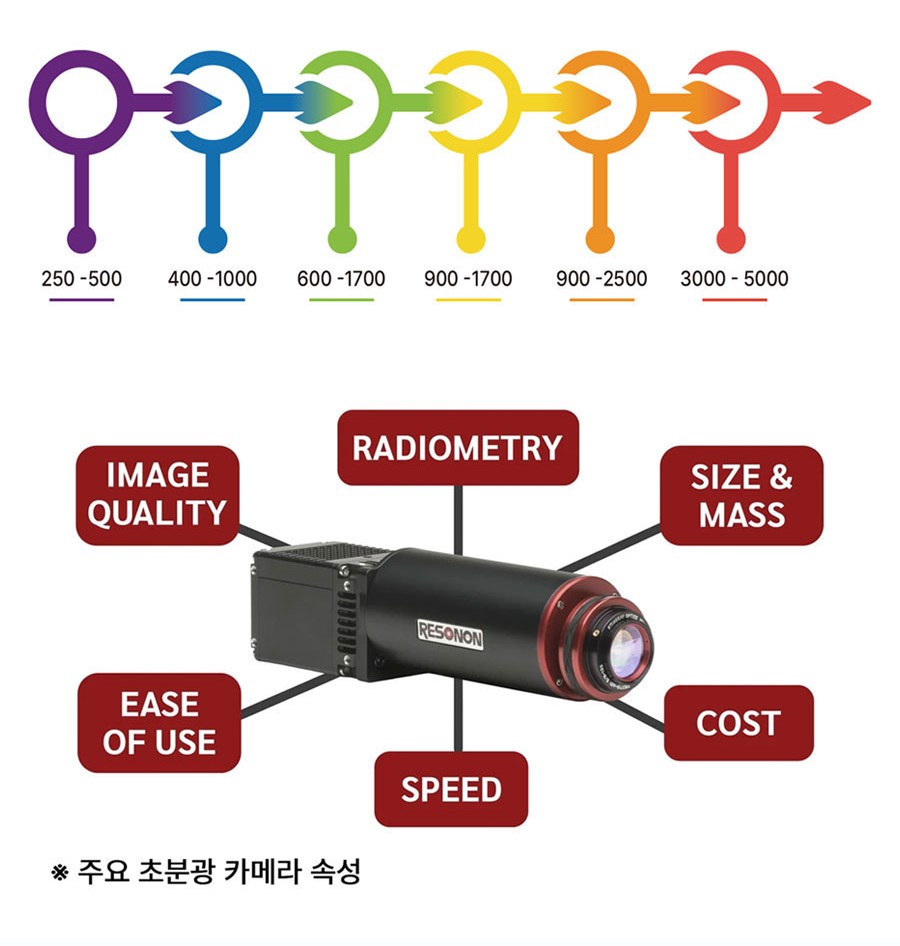 250 -500
400 -1000
600 -1700
900 -1700
900 -2500
3000 - 5000
RADIOMETRY
IMAGE
QUALITY
SIZE &
MASS
RESONON
EASE
OF USE
COST
SPEED
※ 주요 초분광 카메라 속성